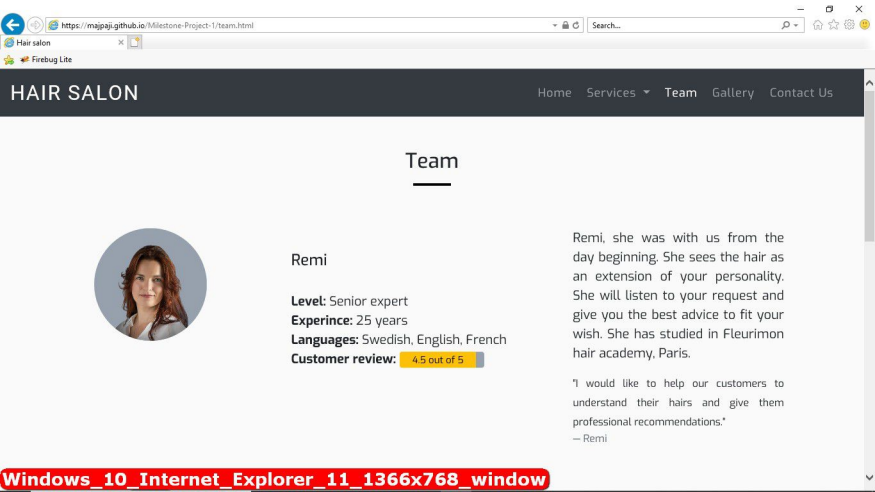 https://majpaji.github.io/Milestone-Project-1/team.html
Search...
Hair salon
Firebug Lite
HAIR SALON
Home Services Team Gallery Contact Us
Team
Remi
Level: Senior expert
Experince: 25 years
Languages: Swedish, English, French
Customer review: 4.5 out of 5
Remi, she was with us from the
day beginning. She sees the hair as
an extension of your personality.
She will listen to your request and
give you the best advice to fit your
wish. She has studied in Fleurimon
hair academy, Paris.
"I would like to help our customers to
understand their hairs and give them
professional recommendations."
— Remi
Windows_10_Internet_Explorer_11_1366x768_window